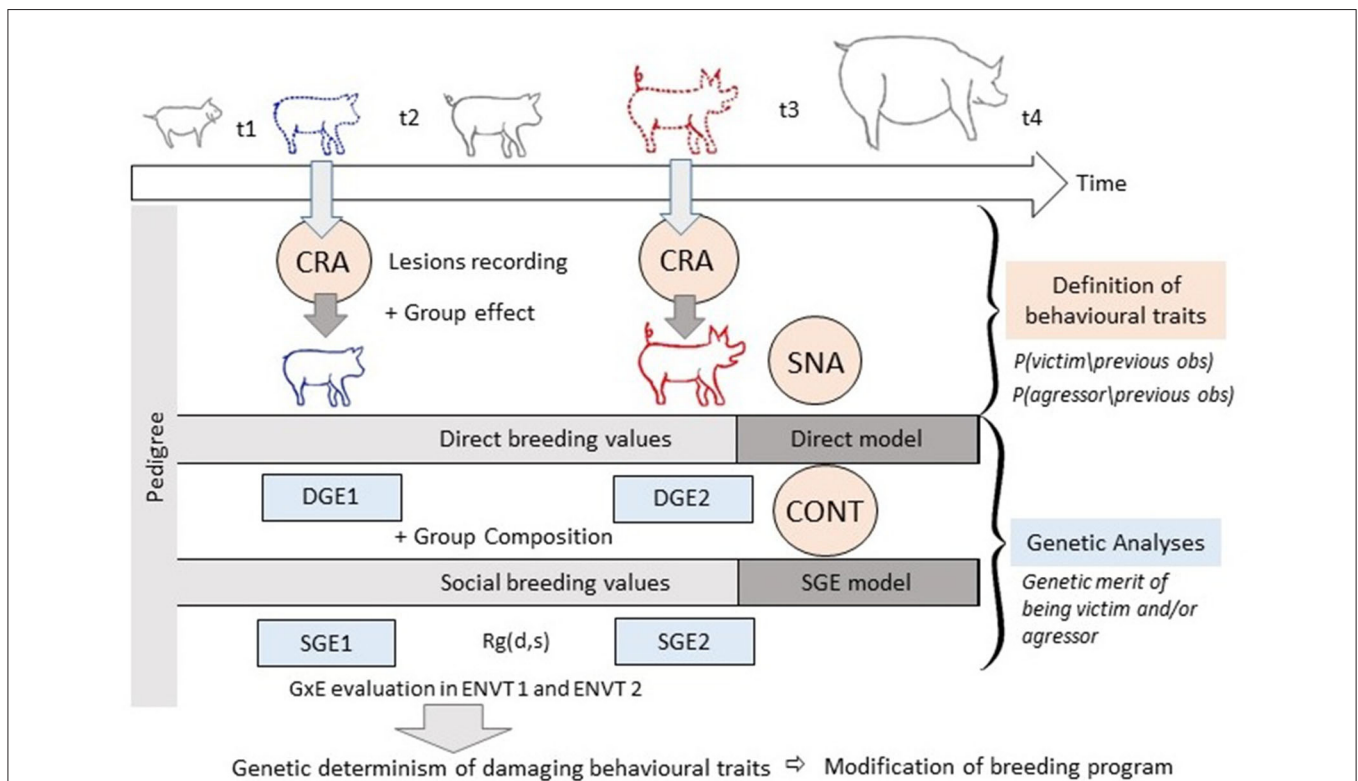 t1
t2
t3
t4
Time
CRA
Lesions recording
+ Group effect
CRA
SNA
Definition of
behavioural traits
P(victim\previous obs)
P(agressor\previous obs)
Pedigree
Direct breeding values
Direct model
DGE1
DGE2
CONT
+ Group Composition
Genetic Analyses
Social breeding values
SGE model
Genetic merit of
being victim and/or
agressor
SGE1
Rg(d,s)
SGE2
GxE evaluation in ENVT 1 and ENVT 2
Genetic determinism of damaging behavioural traits ⇨ Modification of breeding program